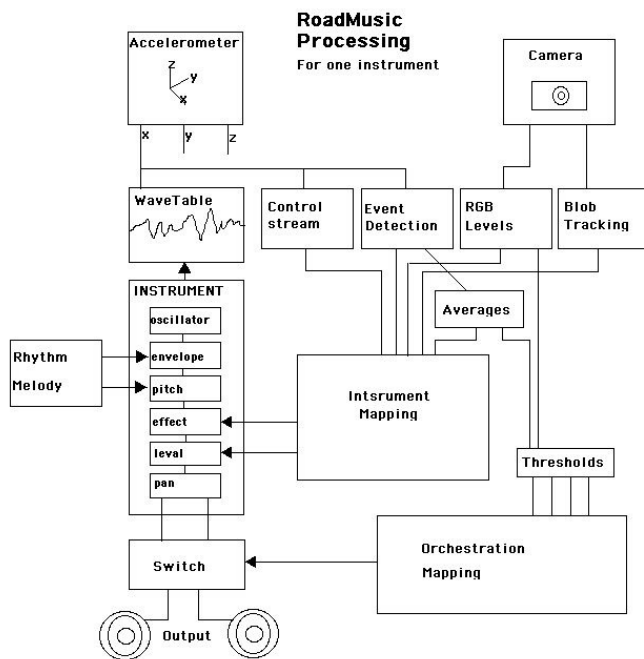 RoadMusic
Processing
For one instrument
Accelerometer
z
y
x
x
y
z
Camera
WaveTable
Control
stream
Event
Detection
RGB
Levels
Blob
Tracking
INSTRUMENT
oscillator
envelope
pitch
effect
leval
pan
Rhythm
Melody
Averages
Intsrument
Mapping
Thresholds
Orchestration
Mapping
Switch
Output